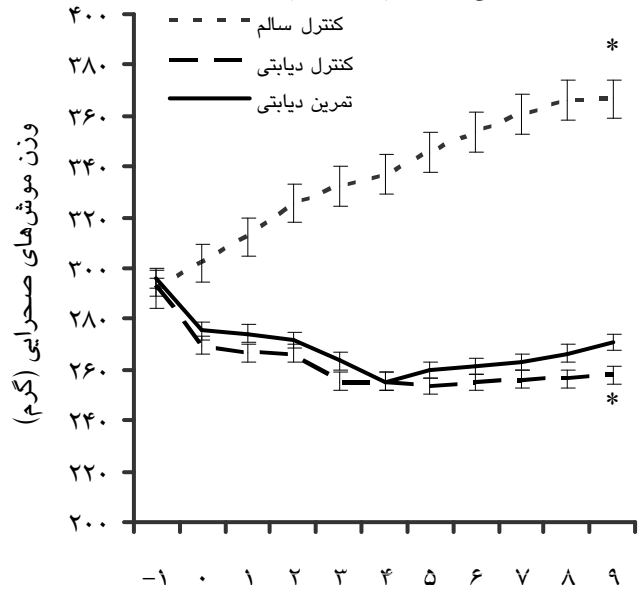 ۴۰۰
۳۸۰
۳۶۰
۳۴۰
۳۲۰
۳۰۰
۲۸۰
۲۶۰
۲۴۰
۲۲۰
۲۰۰
وزن موش‌های صحرایی (گرم)
کنترل سالم
کنترل دیابتی
تمرین دیابتی
*
*
-۱ ۰ ۱ ۲ ۳ ۴ ۵ ۶ ۷ ۸ ۹